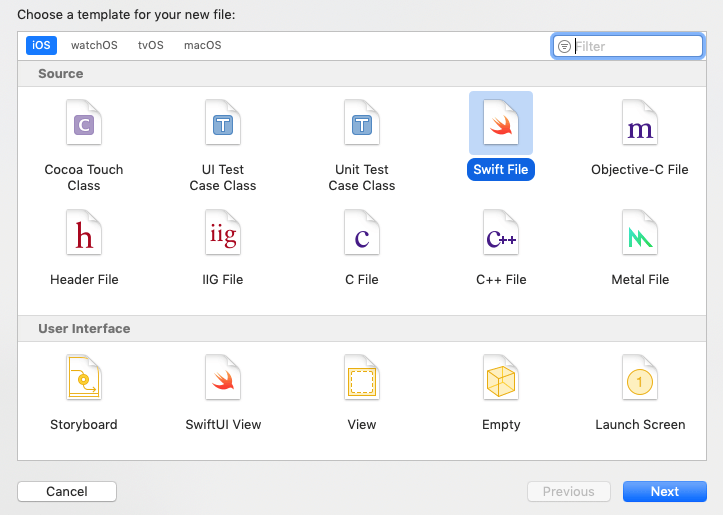 Choose a template for your new file:
iOS watchOS tvOS macOS Filter
Source
C T T m
Cocoa Touch Class
UI Test Case Class
Unit Test Case Class
Swift File
Objective-C File
h iig c C++
Header File
IIG File
C File
C++ File
Metal File
User Interface
1
Storyboard
SwiftUI View
View
Empty
Launch Screen
Cancel Previous Next